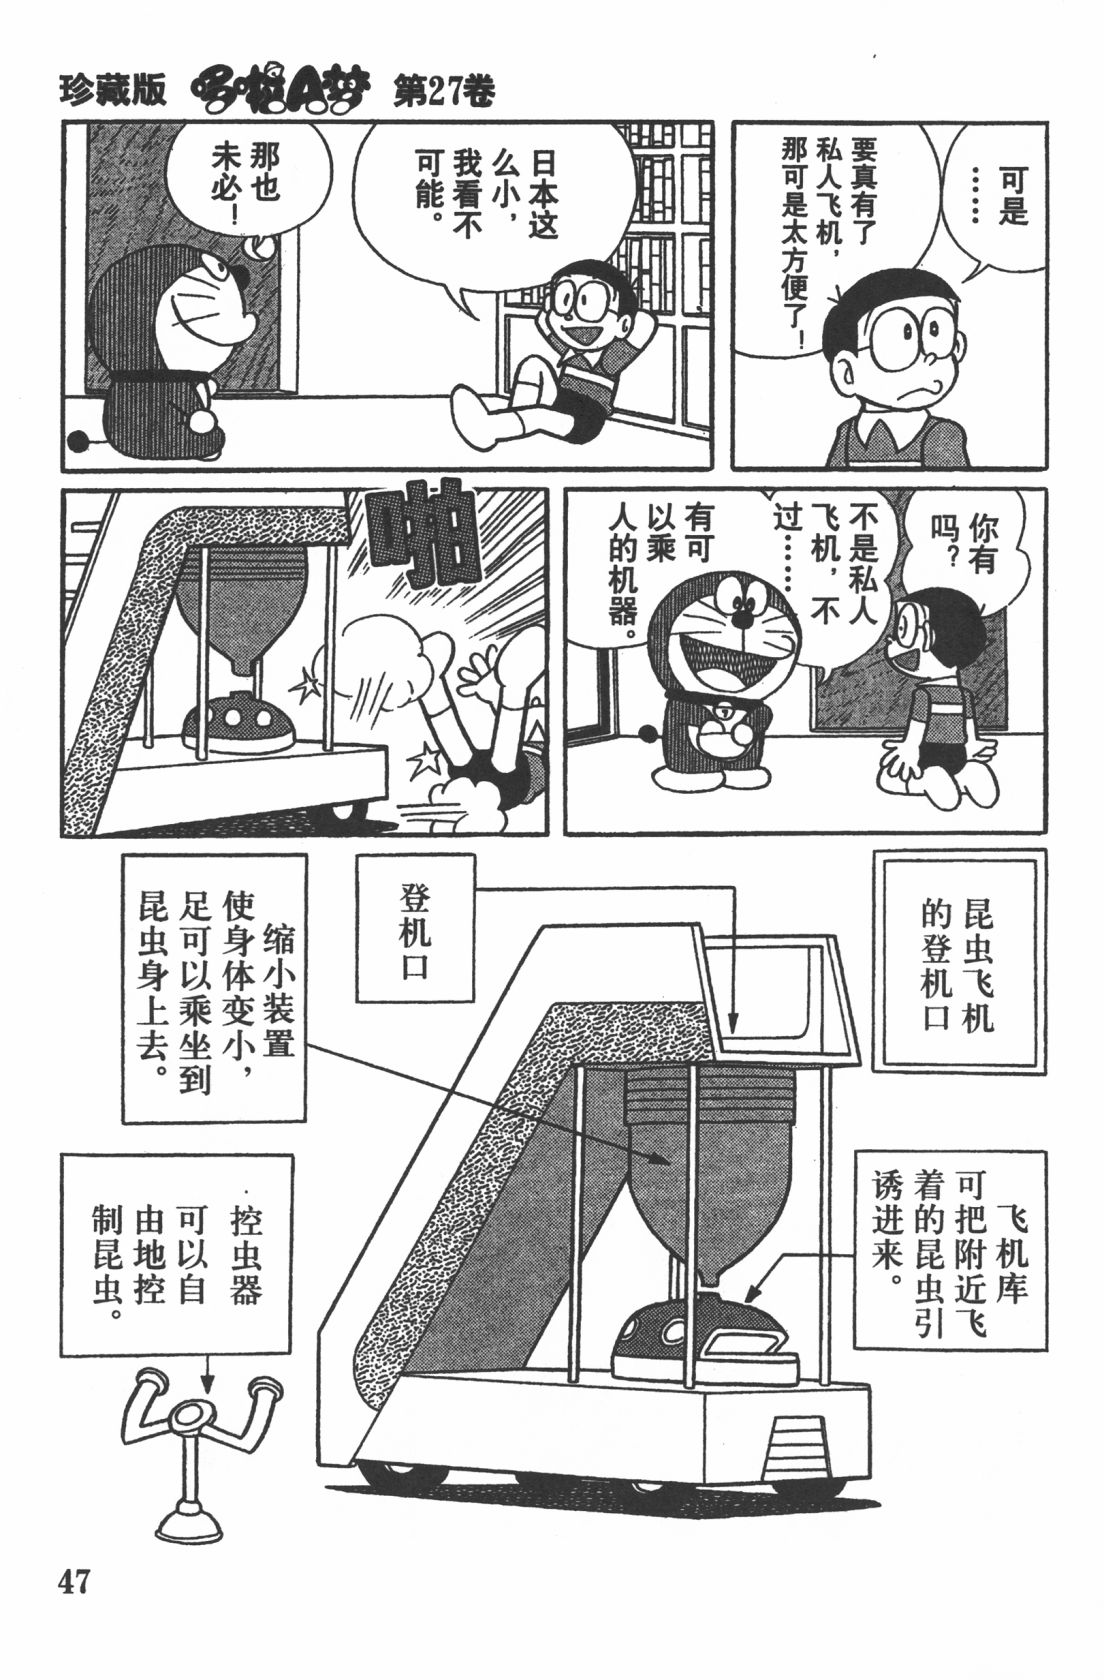 珍藏版 哆啦A梦 第27卷
可是
……
要真有了
私人飞机，
那可是太方便了！
日本这
么小，
我看不
可能。
那也
未必！
你有
吗？
不是私人
飞机，不
过……
有可
以乘
人的机器。
啪
昆虫飞机
的登机口
登机口
缩小装置
使身体变小，
足可以乘坐到
昆虫身上去。
飞机库
可把附近飞
着的昆虫引
诱进来。
控虫器
可以自
由地控
制昆虫。
47